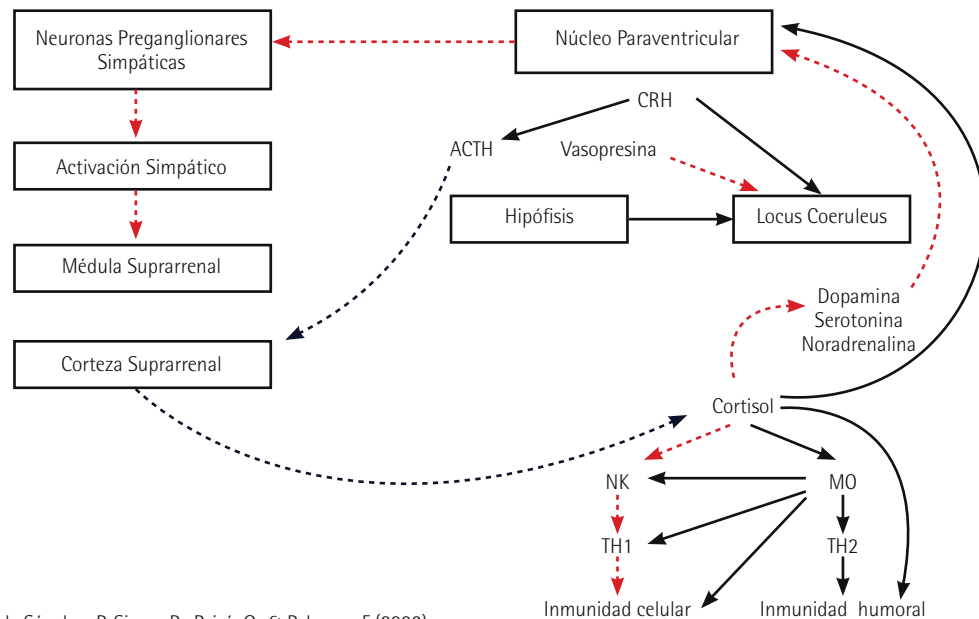 Neuronas Preganglionares
Simpáticas
Núcleo Paraventricular
CRH
ACTH
Vasopresina
Activación Simpático
Hipófisis
Locus Coeruleus
Médula Suprarrenal
Dopamina
Serotonina
Noradrenalina
Corteza Suprarrenal
Cortisol
NK
MO
TH1
TH2
Inmunidad celular
Inmunidad humoral